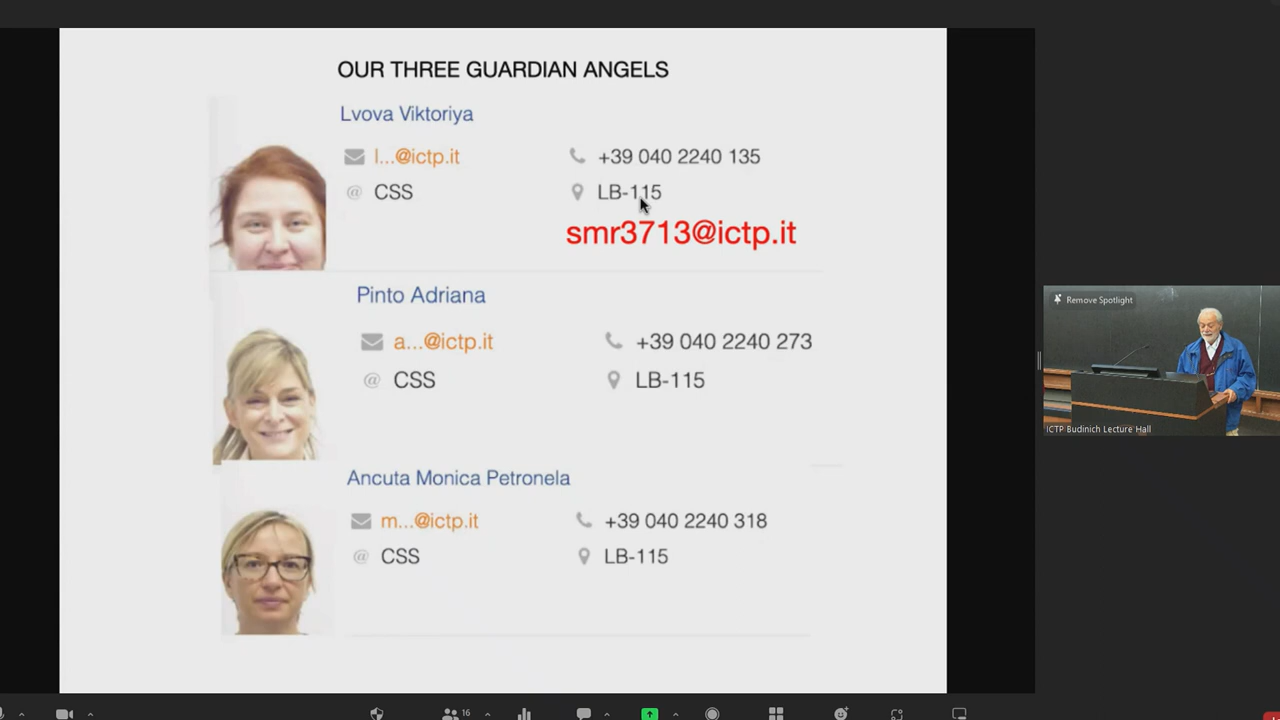 OUR THREE GUARDIAN ANGELS
Lvova Viktoriya
l...@ictp.it
+39 040 2240 135
@ CSS
LB-115
smr3713@ictp.it
Pinto Adriana
a...@ictp.it
+39 040 2240 273
@ CSS
LB-115
Ancuta Monica Petronela
m...@ictp.it
+39 040 2240 318
@ CSS
LB-115
Remove Spotlight
ICTP Budinich Lecture Hall
16